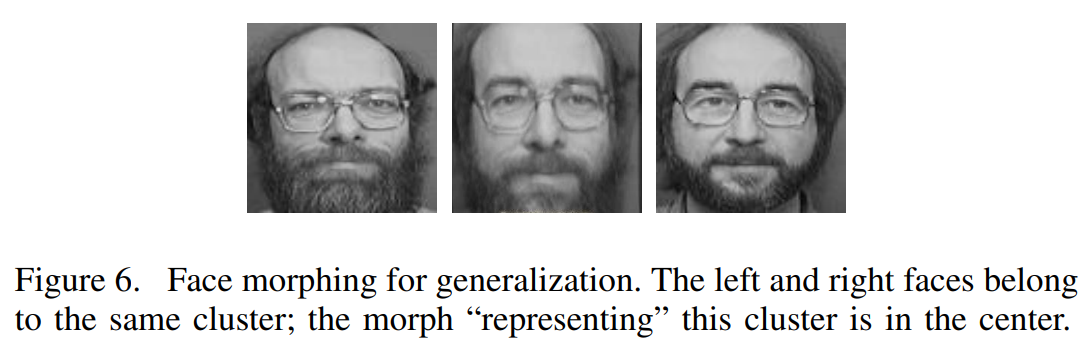 Figure 6. Face morphing for generalization. The left and right faces belong
to the same cluster; the morph “representing” this cluster is in the center.